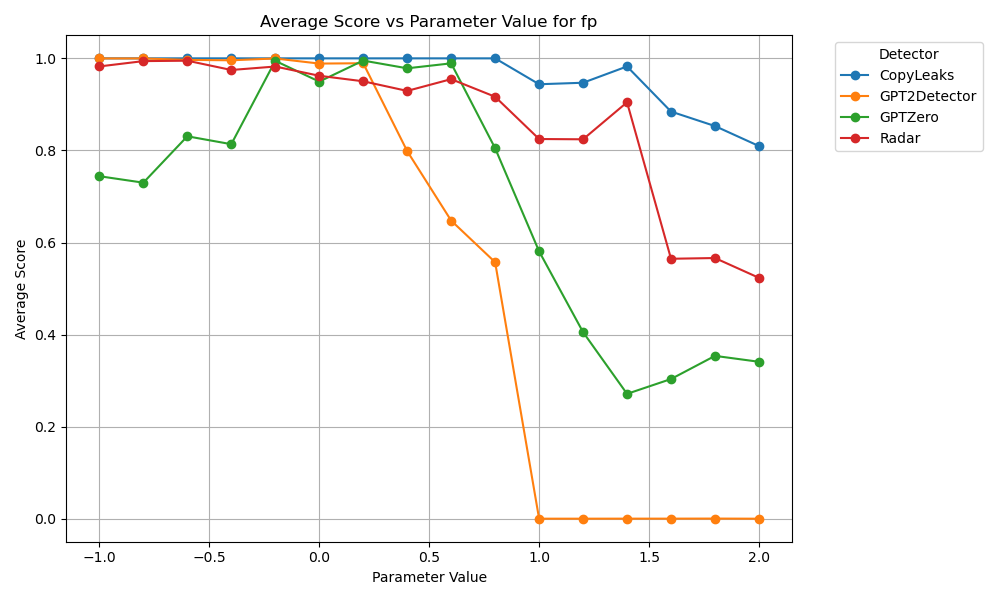 Average Score vs Parameter Value for fp
Detector
CopyLeaks
GPT2Detector
GPTZero
Radar
Average Score
1.0
0.8
0.6
0.4
0.2
0.0
−1.0 −0.5 0.0 0.5 1.0 1.5 2.0
Parameter Value